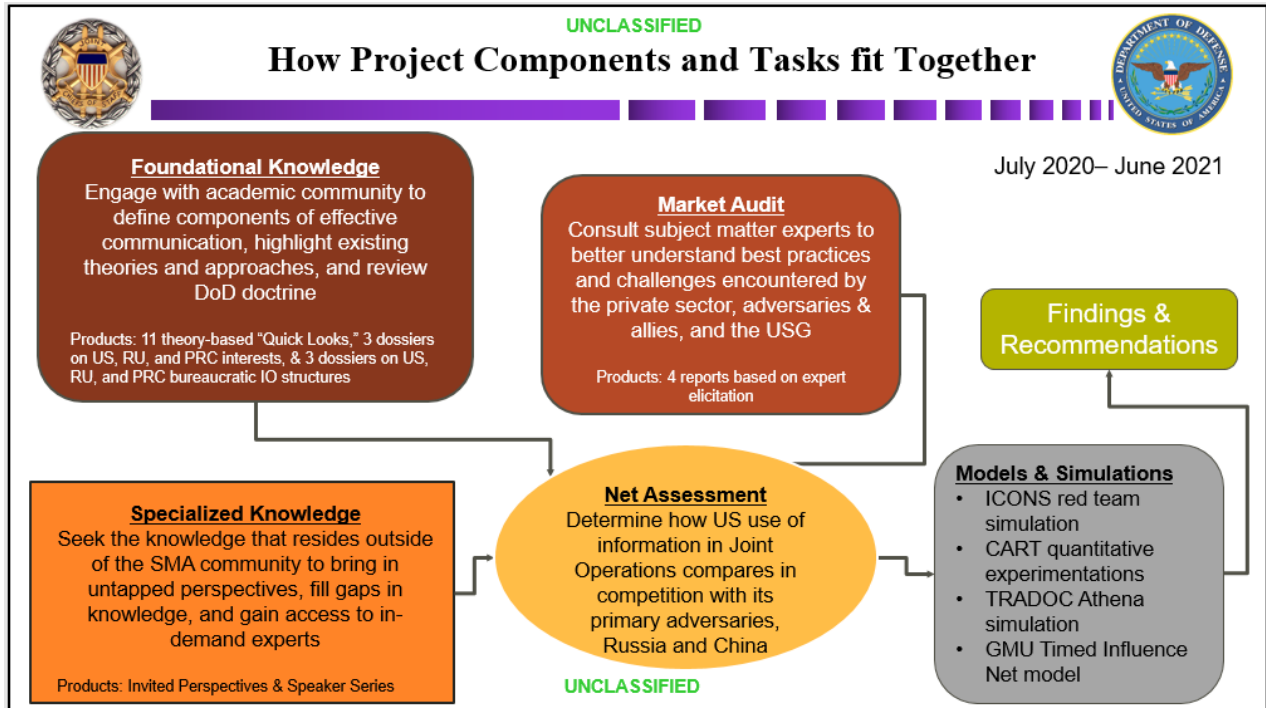 UNCLASSIFIED
How Project Components and Tasks fit Together
DEPARTMENT OF DEFENSE
UNITED STATES OF AMERICA
JOINT
CHIEFS OF STAFF
July 2020– June 2021
Foundational Knowledge
Engage with academic community to
define components of effective
communication, highlight existing
theories and approaches, and review
DoD doctrine
Products: 11 theory-based “Quick Looks,” 3 dossiers
on US, RU, and PRC interests, & 3 dossiers on US,
RU, and PRC bureaucratic IO structures
Market Audit
Consult subject matter experts to
better understand best practices
and challenges encountered by
the private sector, adversaries &
allies, and the USG
Products: 4 reports based on expert
elicitation
Findings &
Recommendations
Specialized Knowledge
Seek the knowledge that resides outside
of the SMA community to bring in
untapped perspectives, fill gaps in
knowledge, and gain access to in-
demand experts
Products: Invited Perspectives & Speaker Series
Net Assessment
Determine how US use of
information in Joint
Operations compares in
competition with its
primary adversaries,
Russia and China
Models & Simulations
• ICONS red team
simulation
• CART quantitative
experimentations
• TRADOC Athena
simulation
• GMU Timed Influence
Net model
UNCLASSIFIED